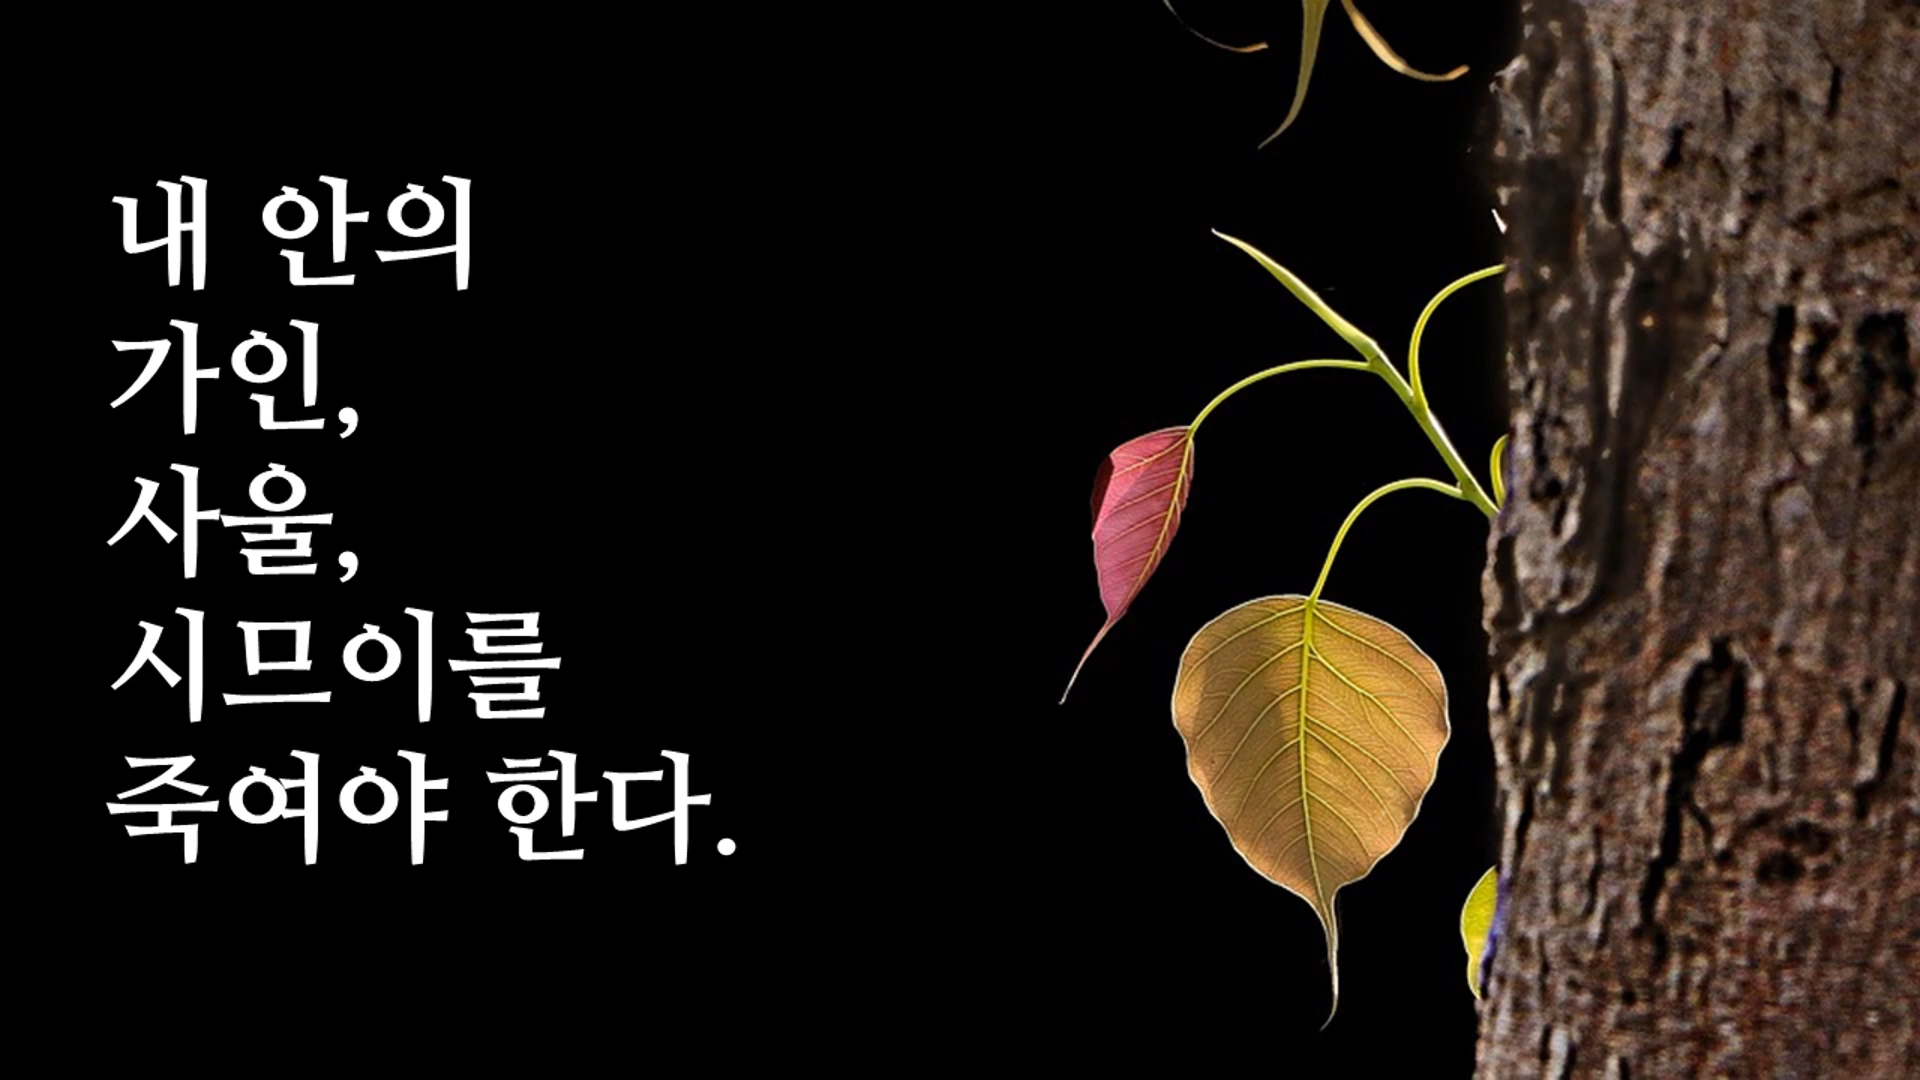 내 안의
가인,
사울,
시므이를
죽여야 한다.